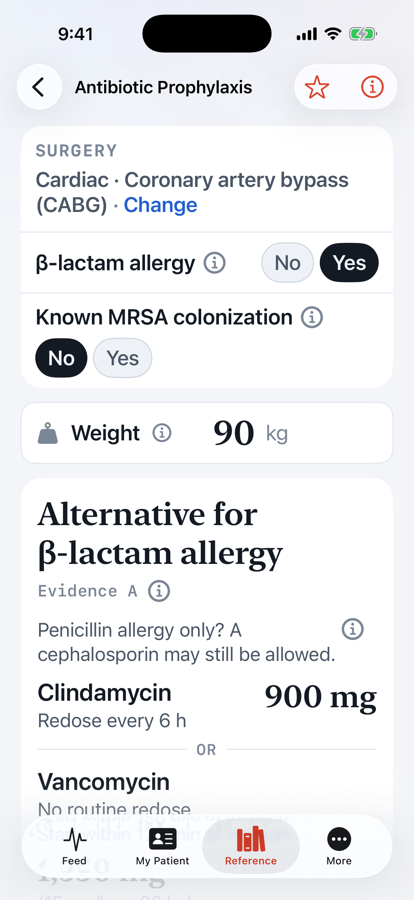 9:41
Antibiotic Prophylaxis
SURGERY
Cardiac · Coronary artery bypass
(CABG) · Change
β-lactam allergy No Yes
Known MRSA colonization
No Yes
Weight 90 kg
Alternative for
β-lactam allergy
Evidence A
Penicillin allergy only? A
cephalosporin may still be allowed.
Clindamycin 900 mg
Redose every 6 h
OR
Vancomycin
No routine redose
Feed My Patient Reference More